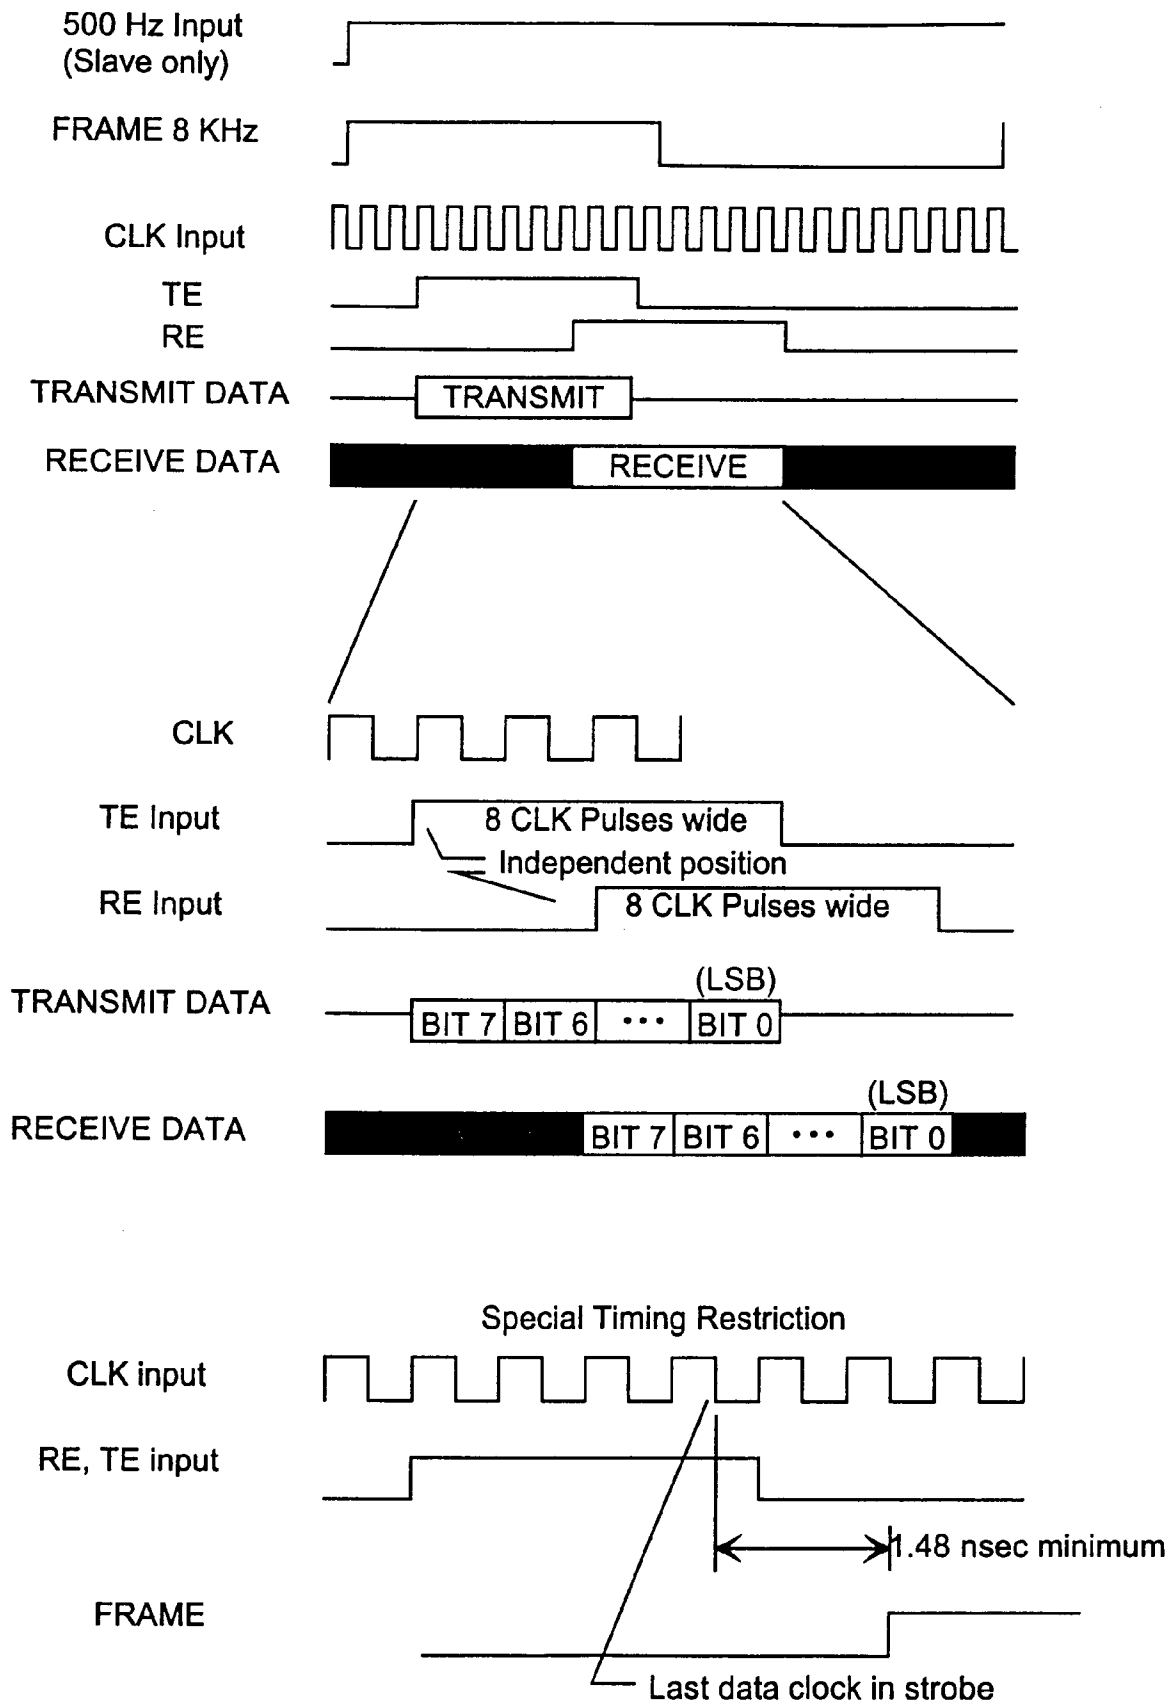 500 Hz Input
(Slave only)
FRAME 8 KHz
CLK Input
TE
RE
TRANSMIT DATA
TRANSMIT
RECEIVE DATA
RECEIVE
CLK
TE Input
8 CLK Pulses wide
Independent position
RE Input
8 CLK Pulses wide
(LSB)
TRANSMIT DATA
BIT 7 BIT 6 ••• BIT 0
(LSB)
RECEIVE DATA
BIT 7 BIT 6 ••• BIT 0
Special Timing Restriction
CLK input
RE, TE input
1.48 nsec minimum
FRAME
Last data clock in strobe